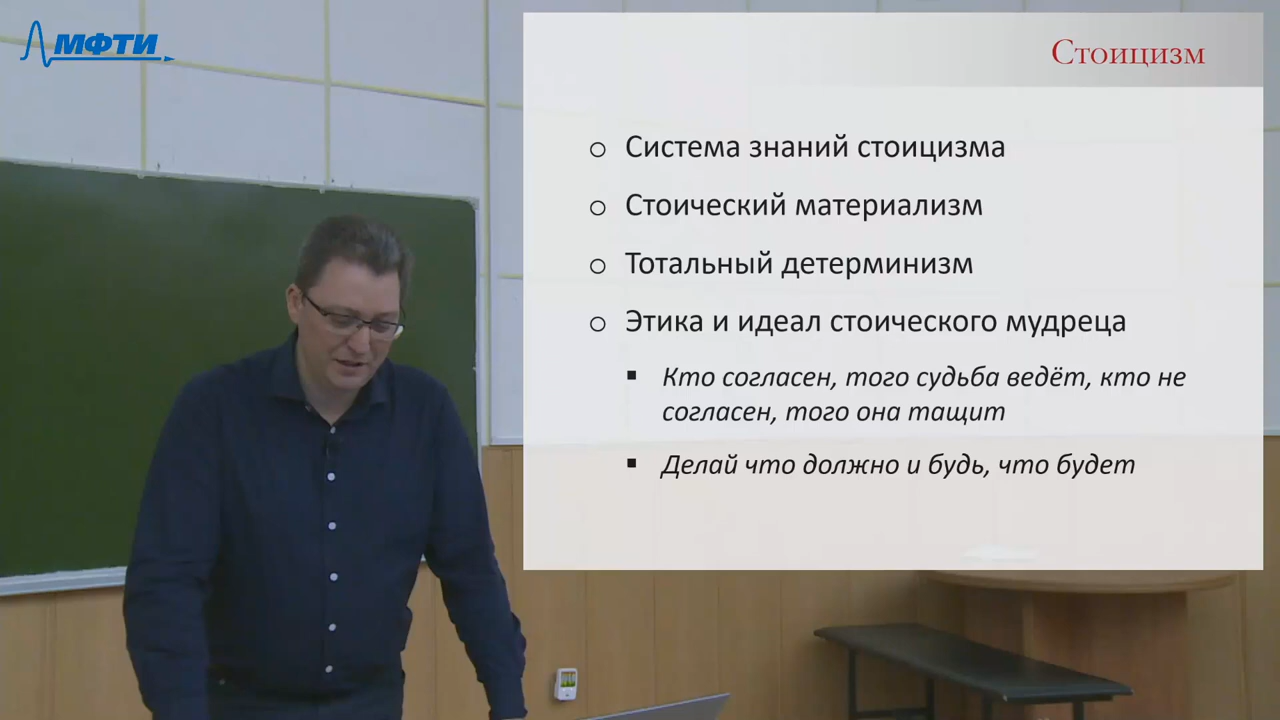 МФТИ
Стоицизм
Система знаний стоицизма
Стоический материализм
Тотальный детерминизм
Этика и идеал стоического мудреца
Кто согласен, того судьба ведёт, кто не
согласен, того она тащит
Делай что должно и будь, что будет